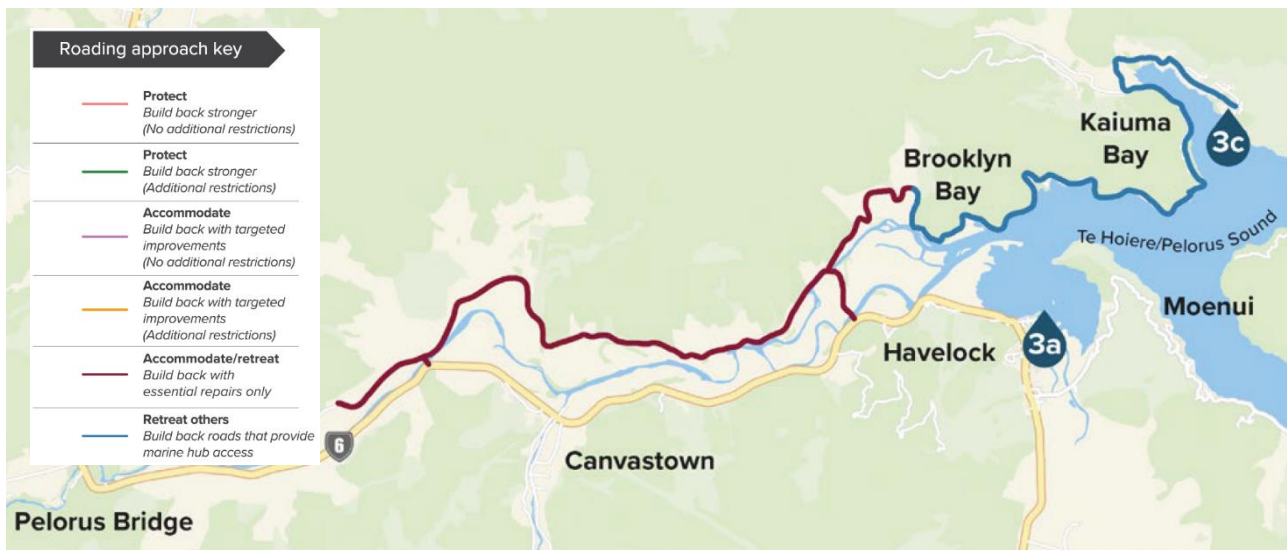 Roading approach key
Protect
Build back stronger
(No additional restrictions)
Protect
Build back stronger
(Additional restrictions)
Accommodate
Build back with targeted
improvements
(No additional restrictions)
Accommodate
Build back with targeted
improvements
(Additional restrictions)
Accommodate/retreat
Build back with
essential repairs only
Retreat others
Build back roads that provide
marine hub access
Kaiuma
Bay
3c
Brooklyn
Bay
Te Hoiere/Pelorus Sound
Moenui
3a
Havelock
6
Canvastown
Pelorus Bridge